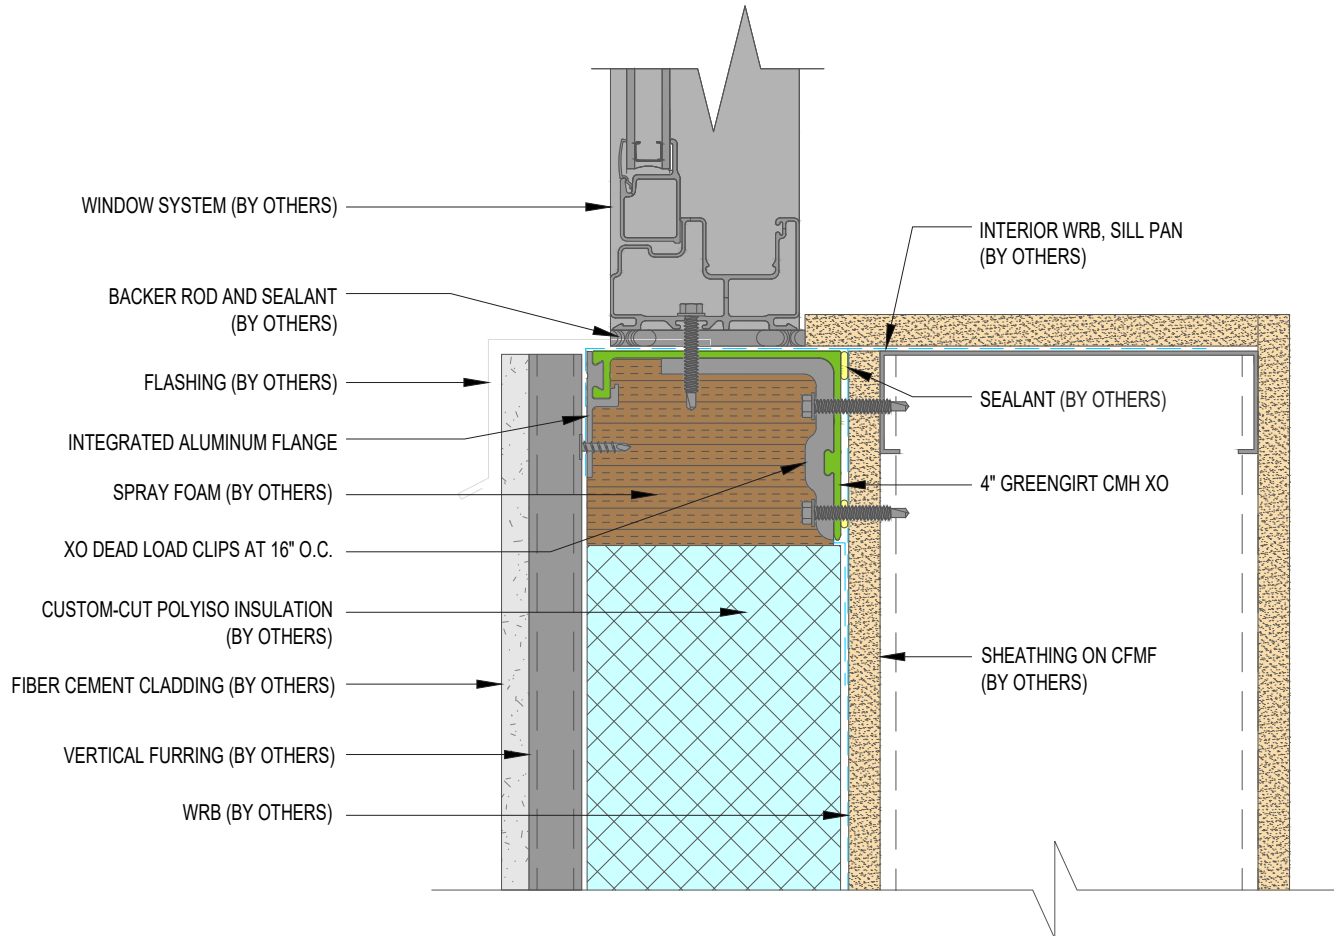 WINDOW SYSTEM (BY OTHERS)
BACKER ROD AND SEALANT
(BY OTHERS)
FLASHING (BY OTHERS)
INTEGRATED ALUMINUM FLANGE
SPRAY FOAM (BY OTHERS)
XO DEAD LOAD CLIPS AT 16" O.C.
CUSTOM-CUT POLYISO INSULATION
(BY OTHERS)
FIBER CEMENT CLADDING (BY OTHERS)
VERTICAL FURRING (BY OTHERS)
WRB (BY OTHERS)
INTERIOR WRB, SILL PAN
(BY OTHERS)
SEALANT (BY OTHERS)
4" GREENGIRT CMH XO
SHEATHING ON CFMF
(BY OTHERS)